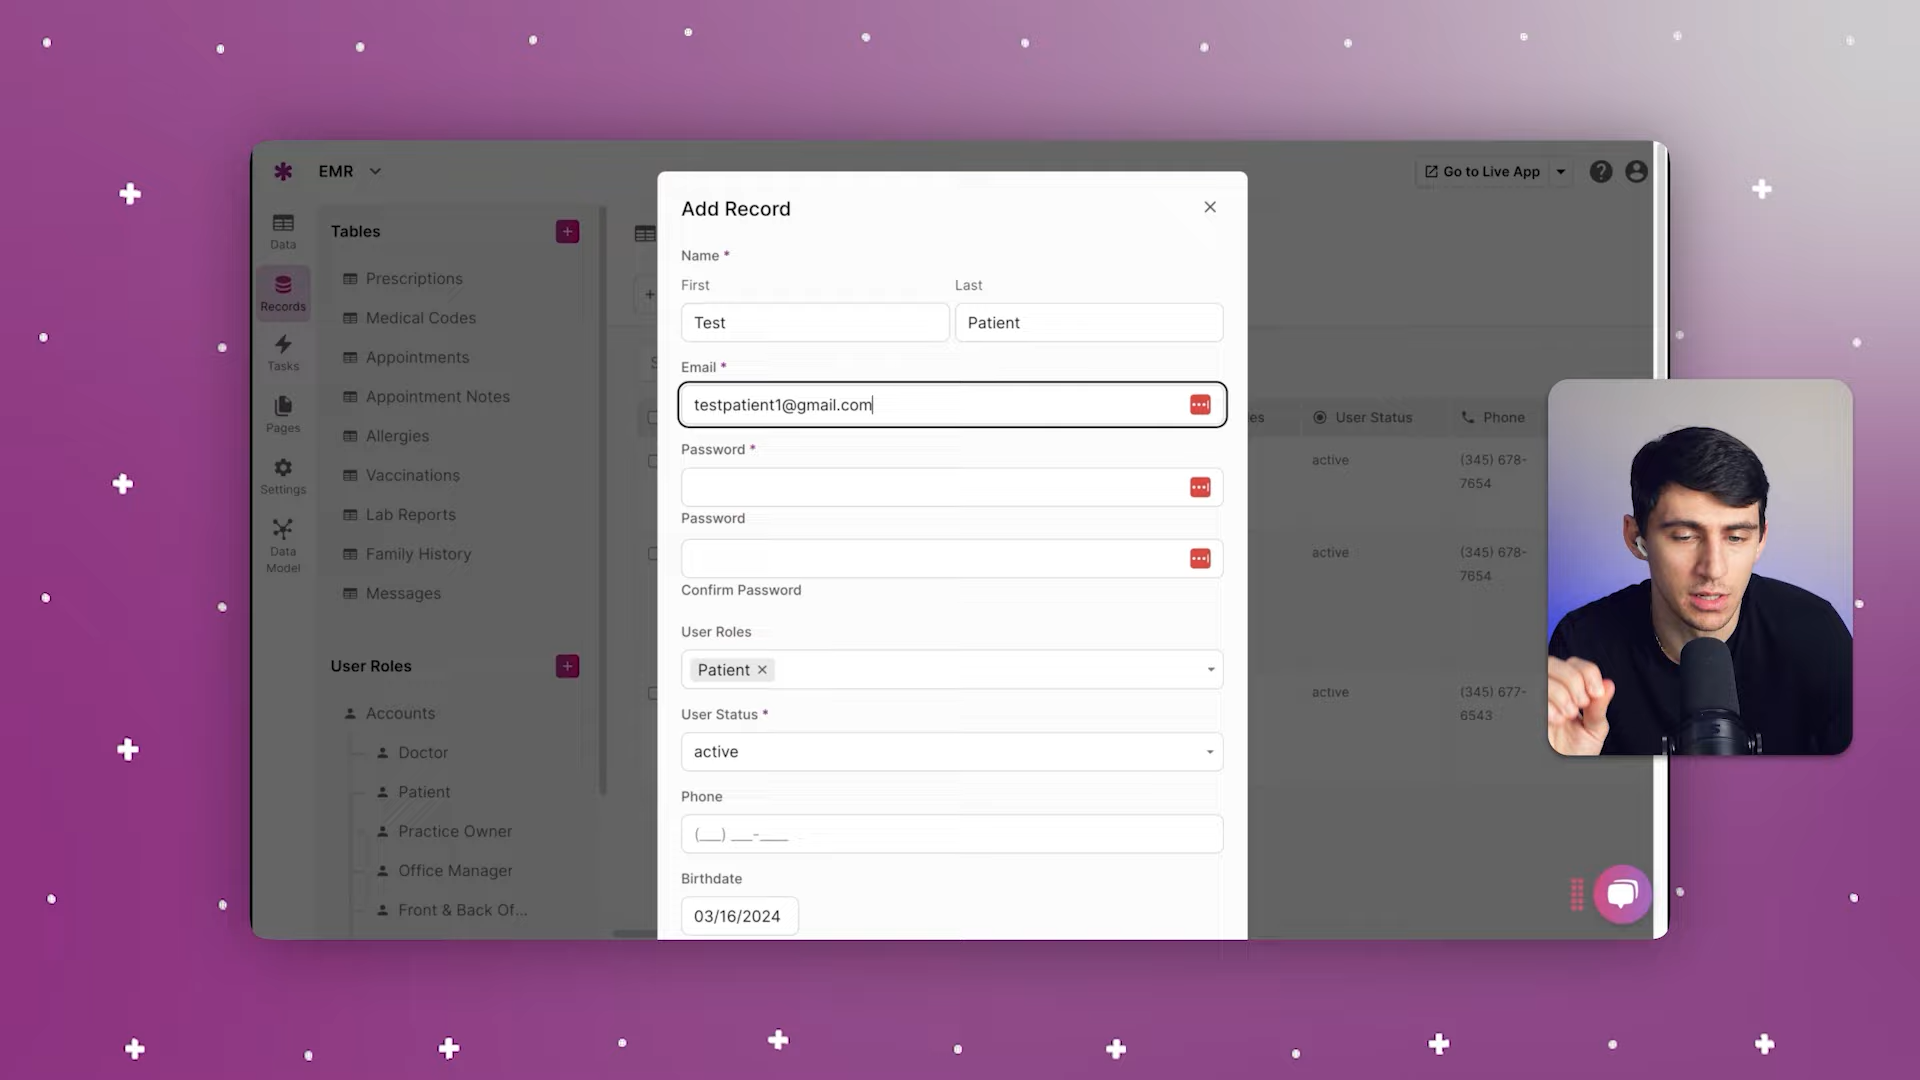 EMR
Go to Live App
Data
Records
Tasks
Pages
Settings
Data
Model
Tables
Prescriptions
Medical Codes
Appointments
Appointment Notes
Allergies
Vaccinations
Lab Reports
Family History
Messages
User Roles
Accounts
Doctor
Patient
Practice Owner
Office Manager
Front & Back Of...
Add Record
Name *
First
Last
Test
Patient
Email *
testpatient1@gmail.com
Password *
Password
Confirm Password
User Roles
Patient
User Status *
active
Phone
(___) ___-____
Birthdate
03/16/2024
User Status
Phone
active
(345) 678-
7654
active
(345) 678-
7654
active
(345) 677-
6543